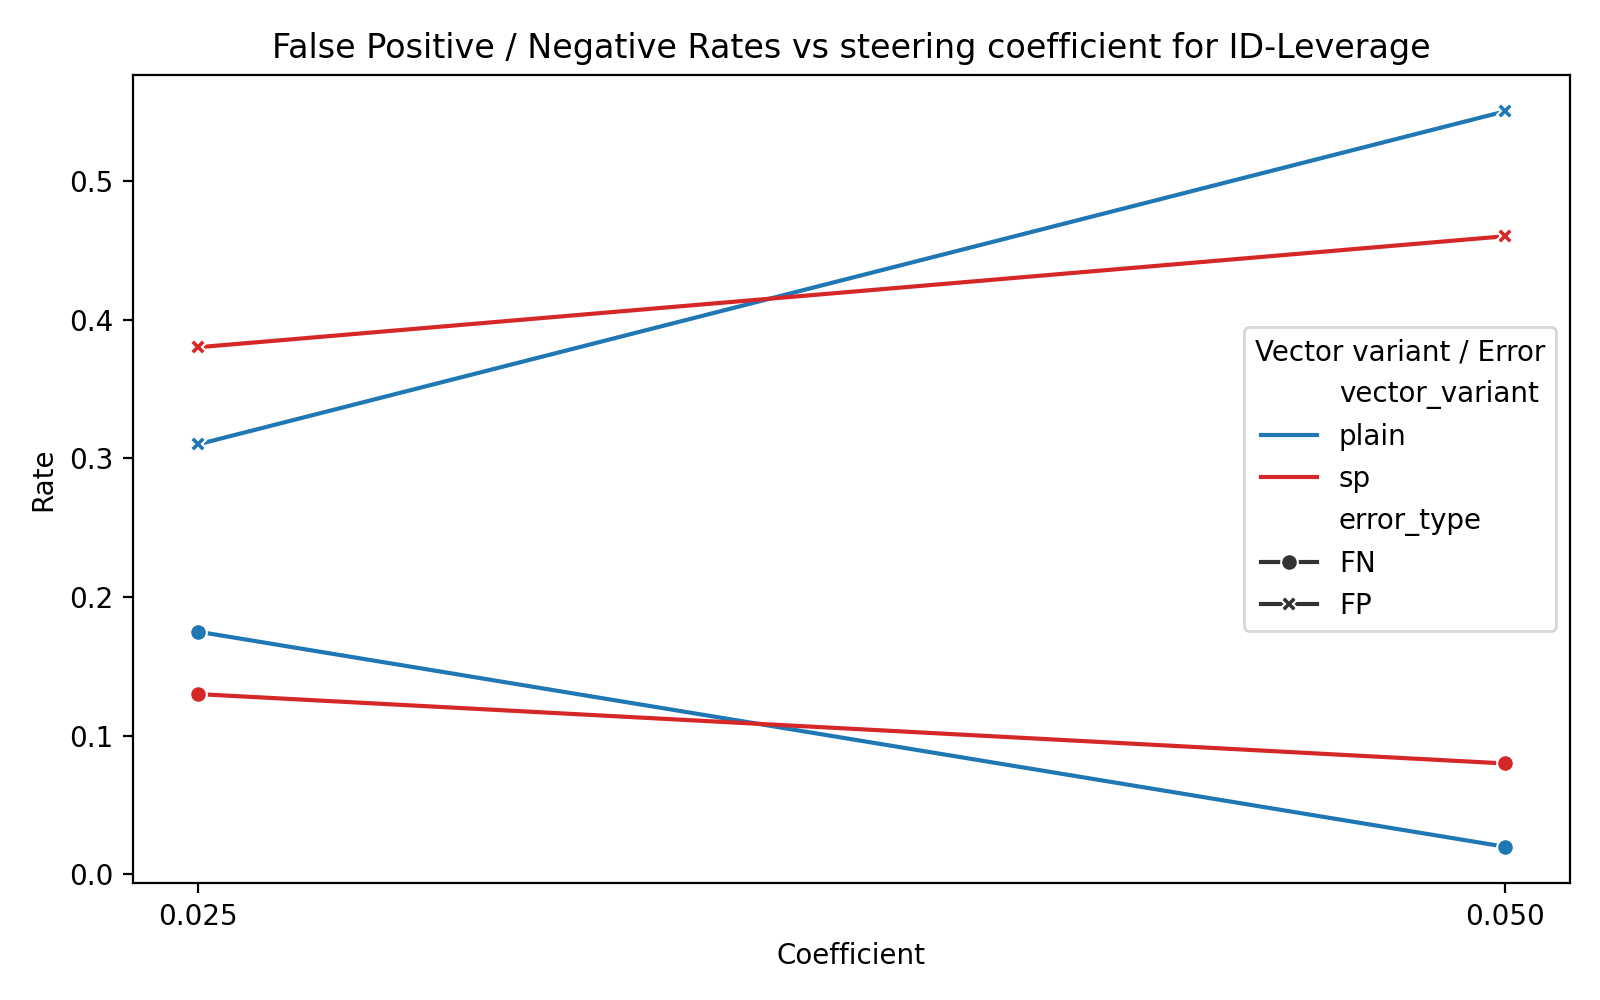 False Positive / Negative Rates vs steering coefficient for ID-Leverage
Rate
0.5
0.4
0.3
0.2
0.1
0.0
Vector variant / Error
vector_variant
plain
sp
error_type
FN
FP
0.025
0.050
Coefficient